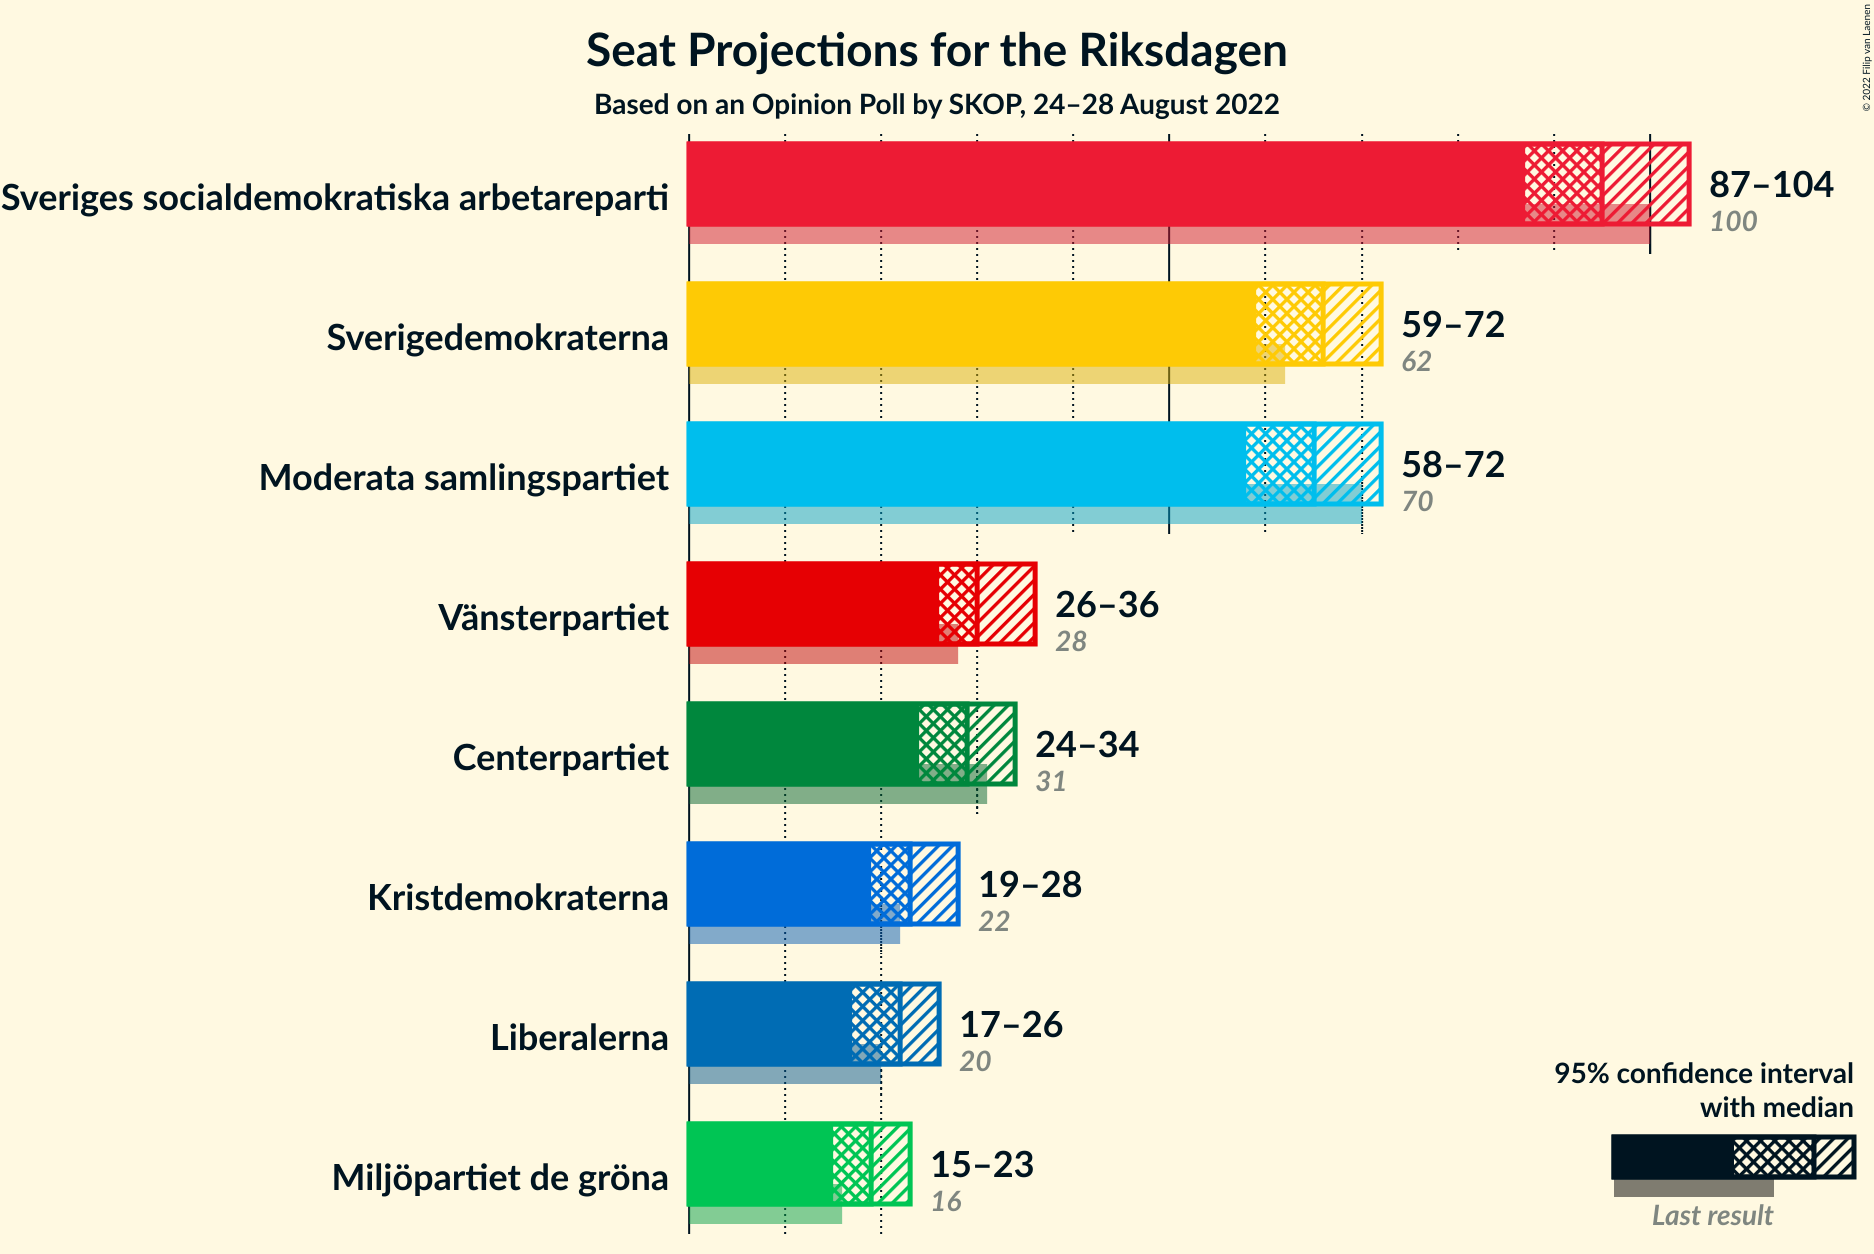 Seat Projections for the Riksdagen
Based on an Opinion Poll by SKOP, 24–28 August 2022
© 2022 Filip van Laenen
Sveriges socialdemokratiska arbetareparti
87–104
100
Sverigedemokraterna
59–72
62
Moderata samlingspartiet
58–72
70
Vänsterpartiet
26–36
28
Centerpartiet
24–34
31
Kristdemokraterna
19–28
22
Liberalerna
17–26
20
Miljöpartiet de gröna
15–23
16
95% confidence interval
with median
Last result